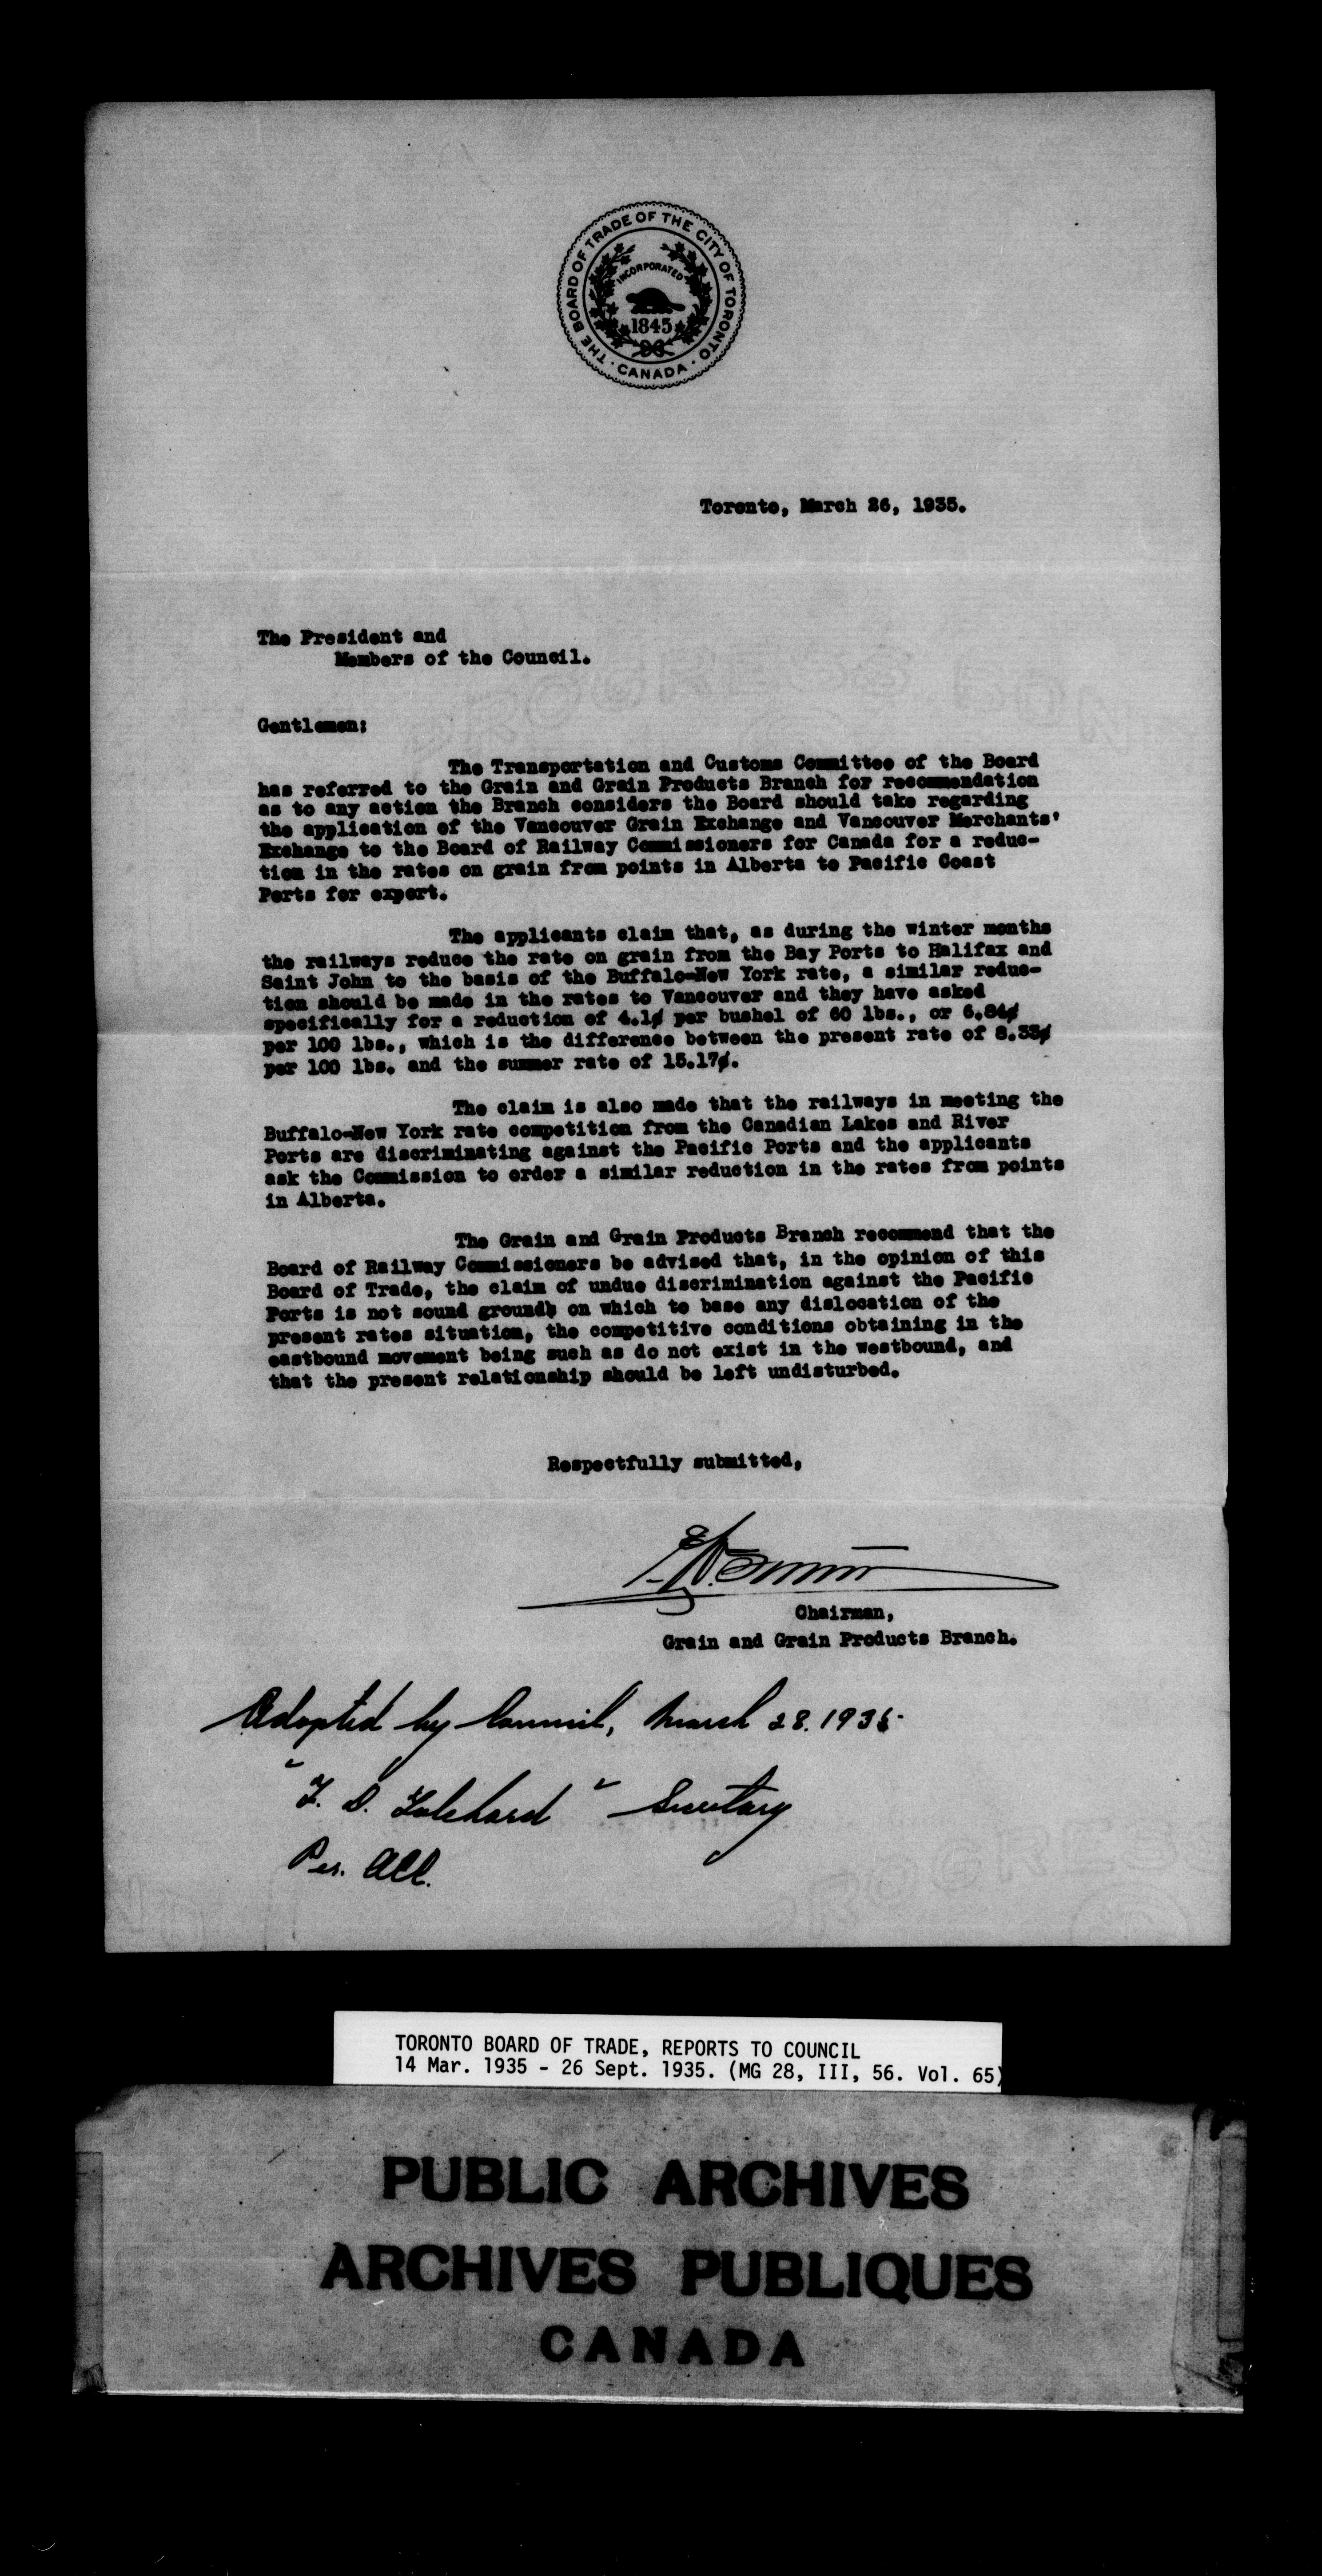 THE BOARD OF TRADE OF THE CITY OF TORONTO
INCORPORATED
1845
CANADA
Toronto, March 26, 1935.
The President and
Members of the Council.
Gentlemen:
The Transportation and Customs Committee of the Board
has referred to the Grain and Grain Products Branch for recommendation
as to any action the Branch considers the Board should take regarding
the application of the Vancouver Grain Exchange and Vancouver Merchants'
Exchange to the Board of Railway Commissioners for Canada for a reduc-
tion in the rates on grain from points in Alberta to Pacific Coast
Ports for export.
The applicants claim that, as during the winter months
the railways reduce the rate on grain from the Bay Ports to Halifax and
Saint John to the basis of the Buffalo-New York rate, a similar reduc-
tion should be made in the rates to Vancouver and they have asked
specifically for a reduction of 4.1¢ per bushel of 60 lbs., or 6.84¢
per 100 lbs., which is the difference between the present rate of 8.33¢
per 100 lbs. and the summer rate of 15.17¢.
The claim is also made that the railways in meeting the
Buffalo-New York rate competition from the Canadian Lakes and River
Ports are discriminating against the Pacific Ports and the applicants
ask the Commission to order a similar reduction in the rates from points
in Alberta.
The Grain and Grain Products Branch recommend that the
Board of Railway Commissioners be advised that, in the opinion of this
Board of Trade, the claim of undue discrimination against the Pacific
Ports is not sound grounds on which to base any dislocation of the
present rates situation, the competitive conditions obtaining in the
eastbound movement being such as do not exist in the westbound, and
that the present relationship should be left undisturbed.
Respectfully submitted,
Chairman,
Grain and Grain Products Branch.
Adopted by Council, March 28. 1935.
"F. D. Tolchard" Secretary
Per.
TORONTO BOARD OF TRADE, REPORTS TO COUNCIL
14 Mar. 1935 - 26 Sept. 1935. (MG 28, III, 56. Vol. 65)
PUBLIC ARCHIVES
ARCHIVES PUBLIQUES
CANADA